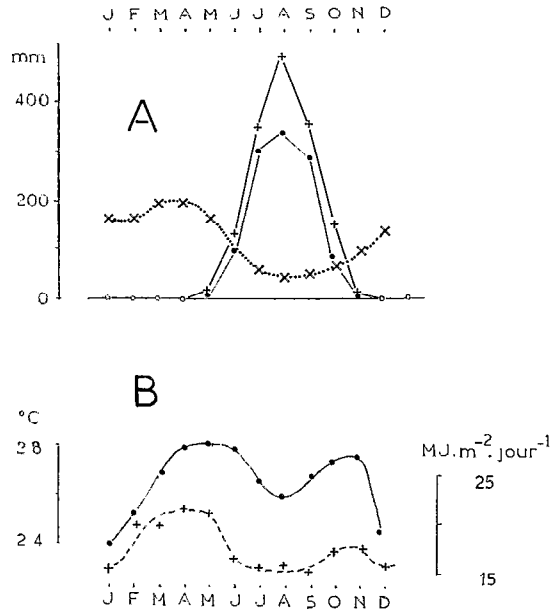 J F M A M J J A S O N D
mm
A
400
200
0
B
°C
28
24
MJ.m⁻².jour⁻¹
25
15
J F M A M J J A S O N D